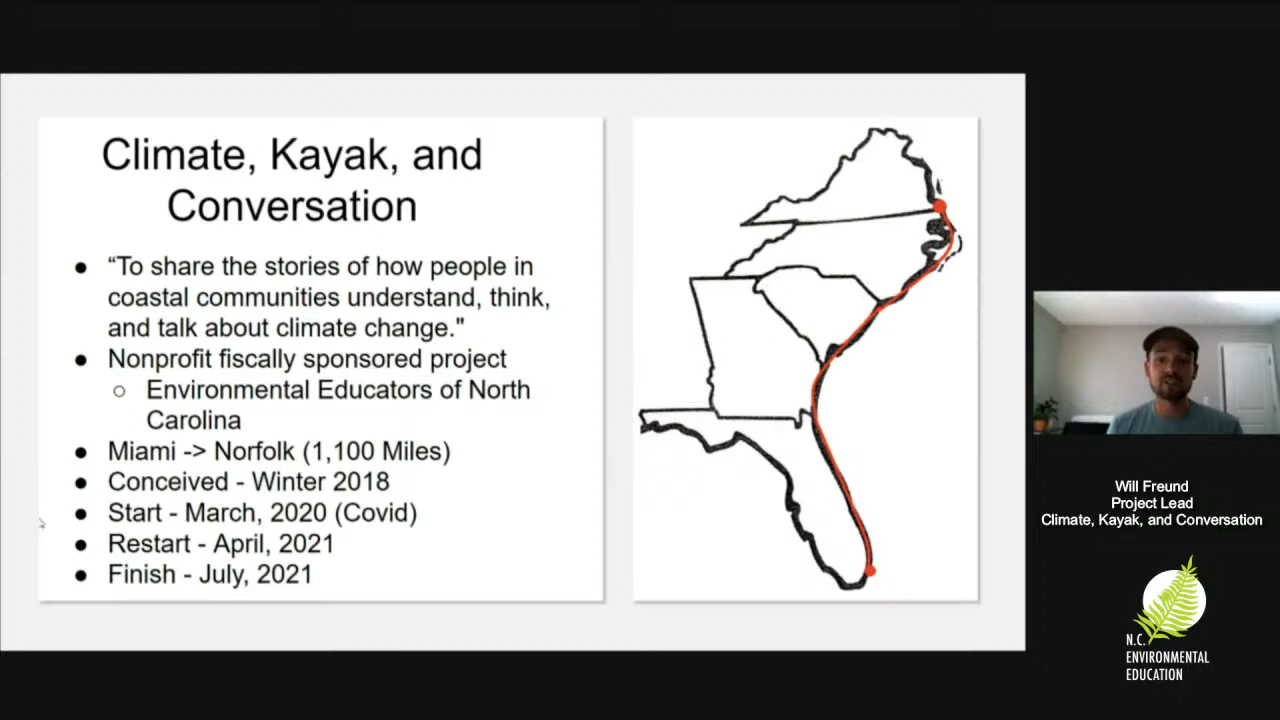 Climate, Kayak, and
Conversation
● “To share the stories of how people in
coastal communities understand, think,
and talk about climate change."
● Nonprofit fiscally sponsored project
○ Environmental Educators of North
Carolina
● Miami -> Norfolk (1,100 Miles)
● Conceived - Winter 2018
● Start - March, 2020 (Covid)
● Restart - April, 2021
● Finish - July, 2021
Will Freund
Project Lead
Climate, Kayak, and Conversation
N.C.
ENVIRONMENTAL
EDUCATION